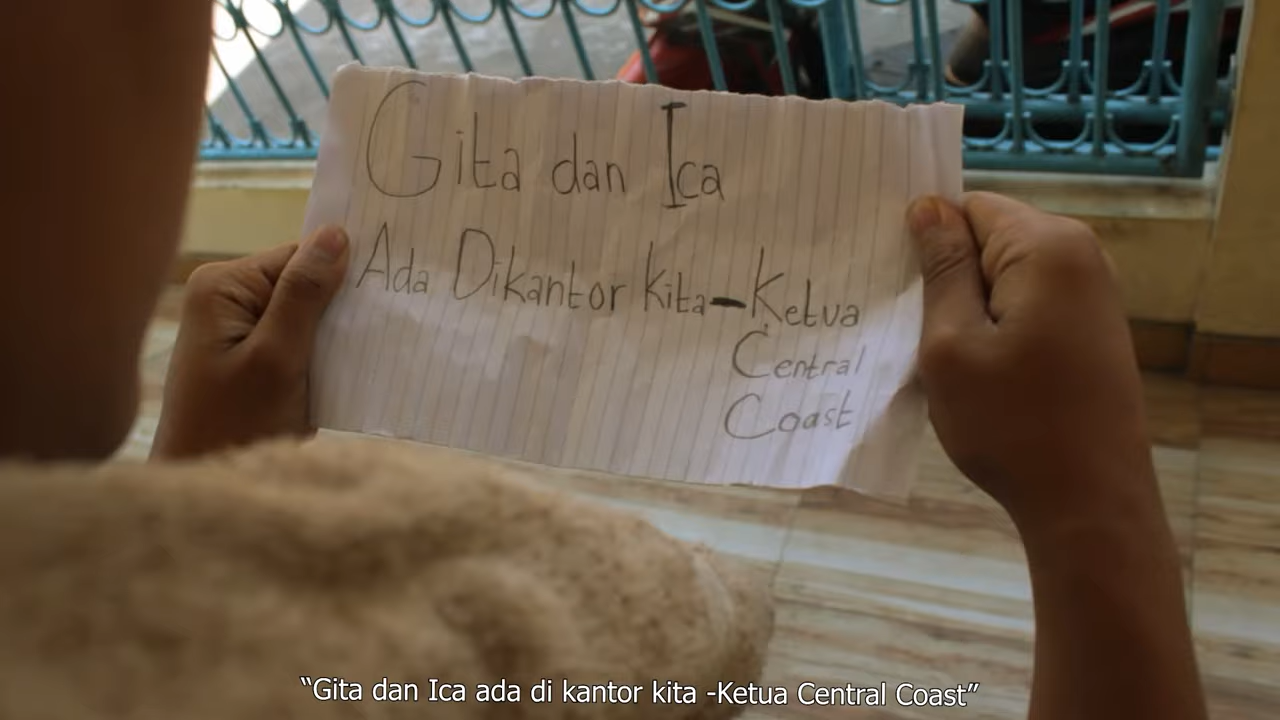 Gita dan Ica
Ada Dikantor kita-Ketua
Central
Coast
“Gita dan Ica ada di kantor kita -Ketua Central Coast”